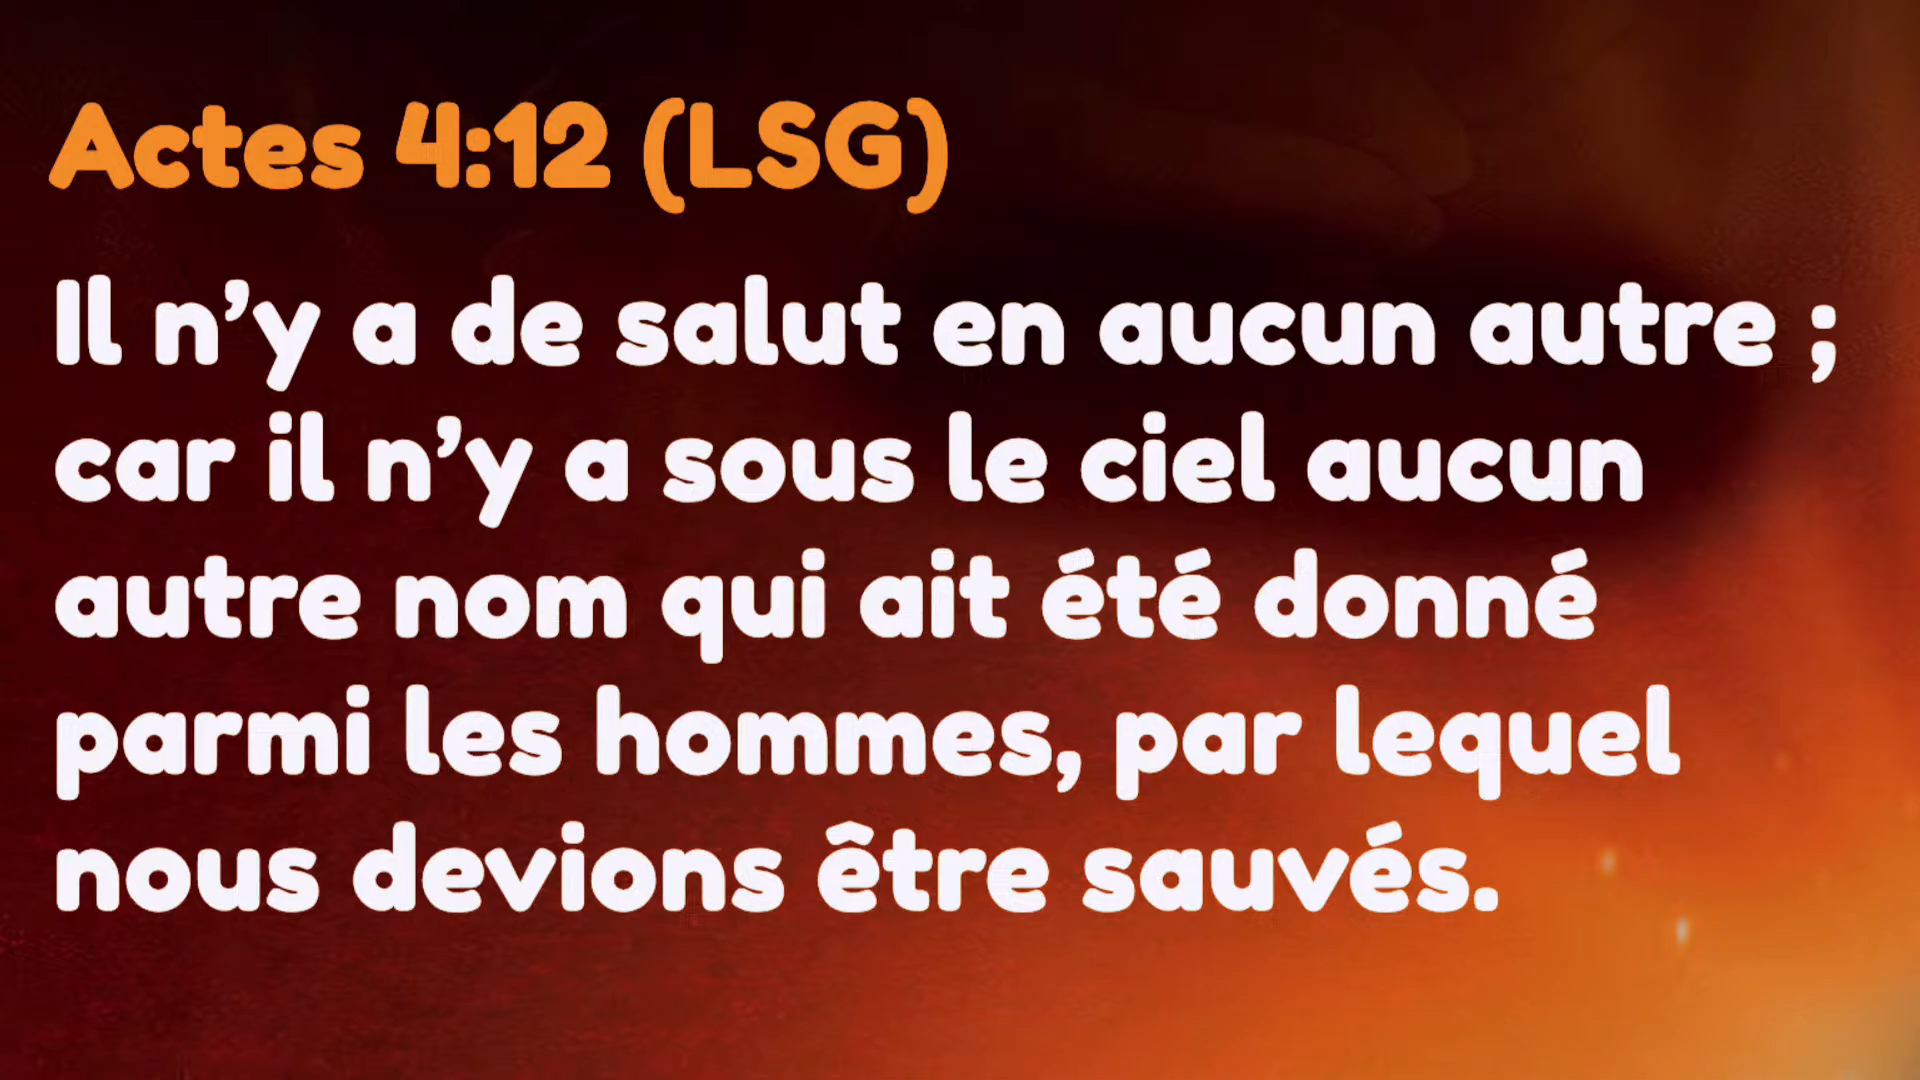 Actes 4:12 (LSG)
Il n’y a de salut en aucun autre ;
car il n’y a sous le ciel aucun
autre nom qui ait été donné
parmi les hommes, par lequel
nous devions être sauvés.